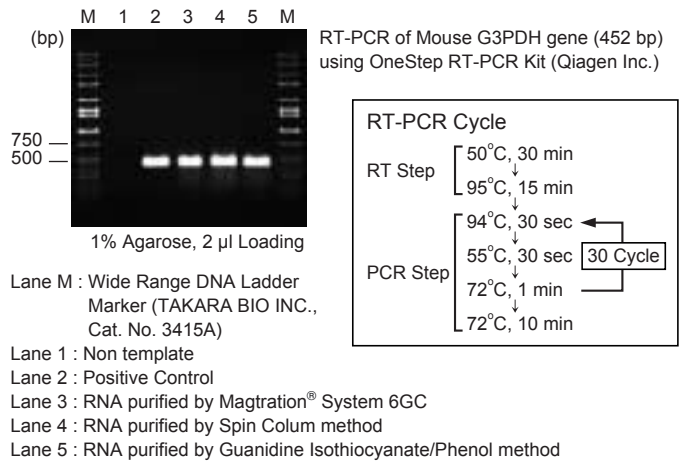 M 1 2 3 4 5 M
(bp)
750
500
1% Agarose, 2 µl Loading
RT-PCR of Mouse G3PDH gene (452 bp)
using OneStep RT-PCR Kit (Qiagen Inc.)
RT-PCR Cycle
RT Step
50°C, 30 min
95°C, 15 min
PCR Step
94°C, 30 sec
55°C, 30 sec
30 Cycle
72°C, 1 min
72°C, 10 min
Lane M : Wide Range DNA Ladder
Marker (TAKARA BIO INC.,
Cat. No. 3415A)
Lane 1 : Non template
Lane 2 : Positive Control
Lane 3 : RNA purified by Magtration® System 6GC
Lane 4 : RNA purified by Spin Colum method
Lane 5 : RNA purified by Guanidine Isothiocyanate/Phenol method